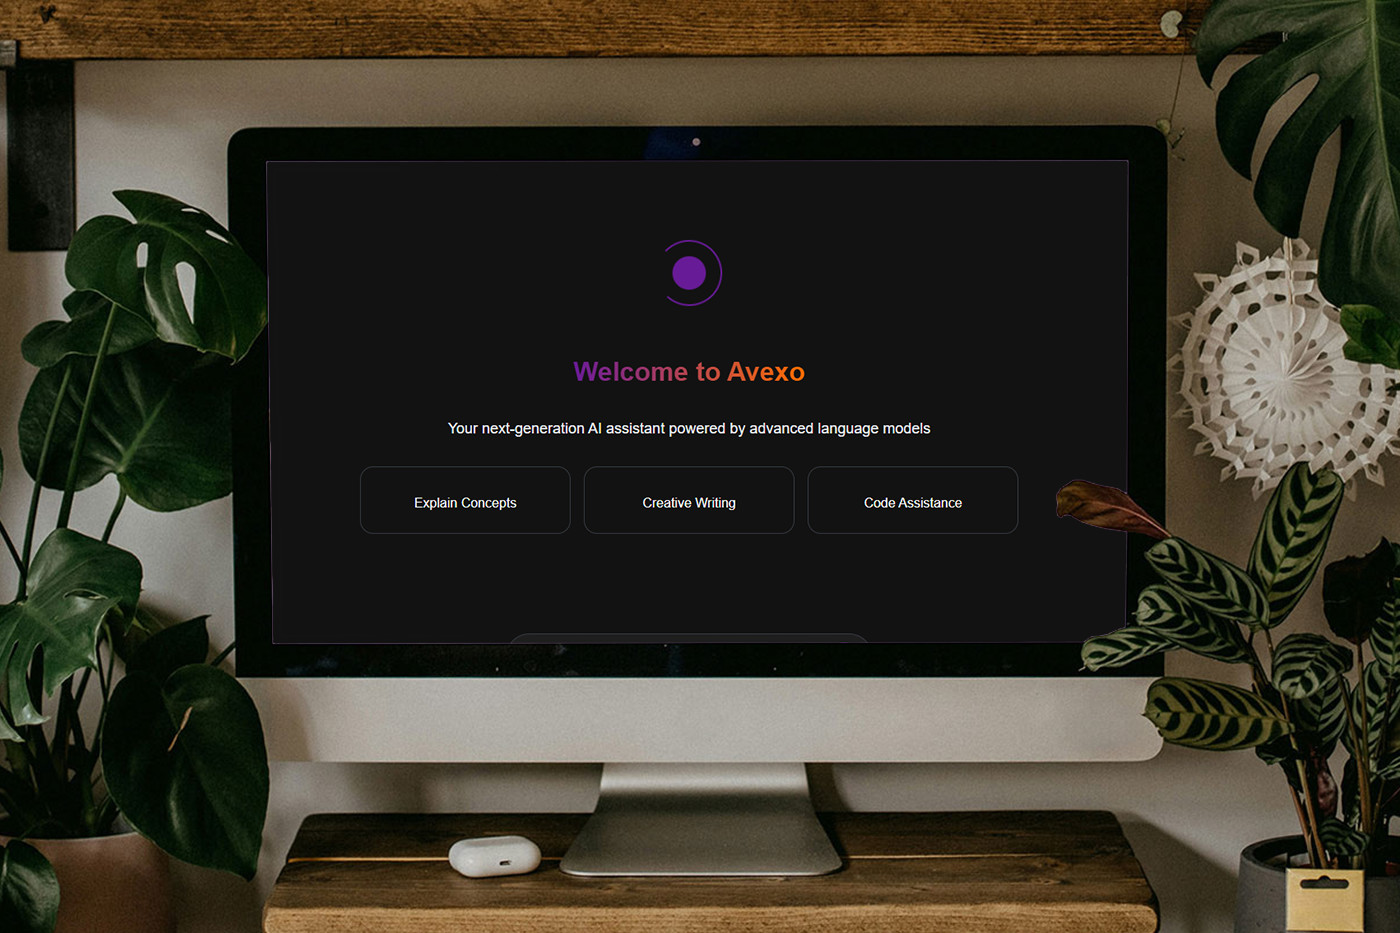 Welcome to Avexo
Your next-generation AI assistant powered by advanced language models
Explain Concepts
Creative Writing
Code Assistance